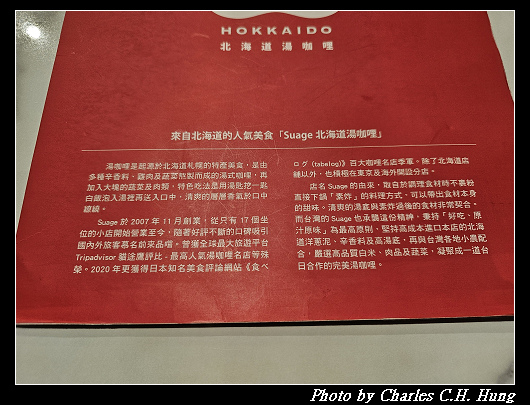 HOKKAIDO
北海道湯咖哩
來自北海道的人氣美食「Suage 北海道湯咖哩」
湯咖哩是起源於北海道札幌的特產美食，是由
多種辛香料、雞肉及蔬菜熬製而成的湯式咖哩，再
加入大塊的蔬菜及肉類，特色吃法是用湯匙挖一匙
白飯泡入湯裡再送入口中，清爽的層層香氣於口中
繚繞。
Suage 於 2007 年 11 月創業，從只有 17 個座
位的小店開始營業至今，隨著好評不斷的口碑吸引
國內外旅客慕名前來品嚐。曾獲全球最大旅遊平台
Tripadvisor 貓途鷹評比 - 最高人氣湯咖哩名店等殊
榮。2020 年更獲得日本知名美食評論網站《食べ
ログ (tabelog)》百大咖哩名店季軍。除了北海道店
鋪以外，也積極在東京及海外開設分店。
店名 Suage 的由來，取自於調理食材時不裹粉
直接下鍋「素炸」的料理方式，可以帶出食材本身
的甜味。清爽的湯底與素炸過後的食材非常契合。
而台灣的 Suage 也承襲這份精神，秉持「好吃、原
汁原味」為最高原則，堅持高成本進口本店的北海
道洋蔥泥、辛香料及高湯底，再與台灣各地小農配
合，嚴選高品質白米、肉品及蔬菜，凝聚成一道台
日合作的完美湯咖哩。
Photo by Charles C.H. Hung